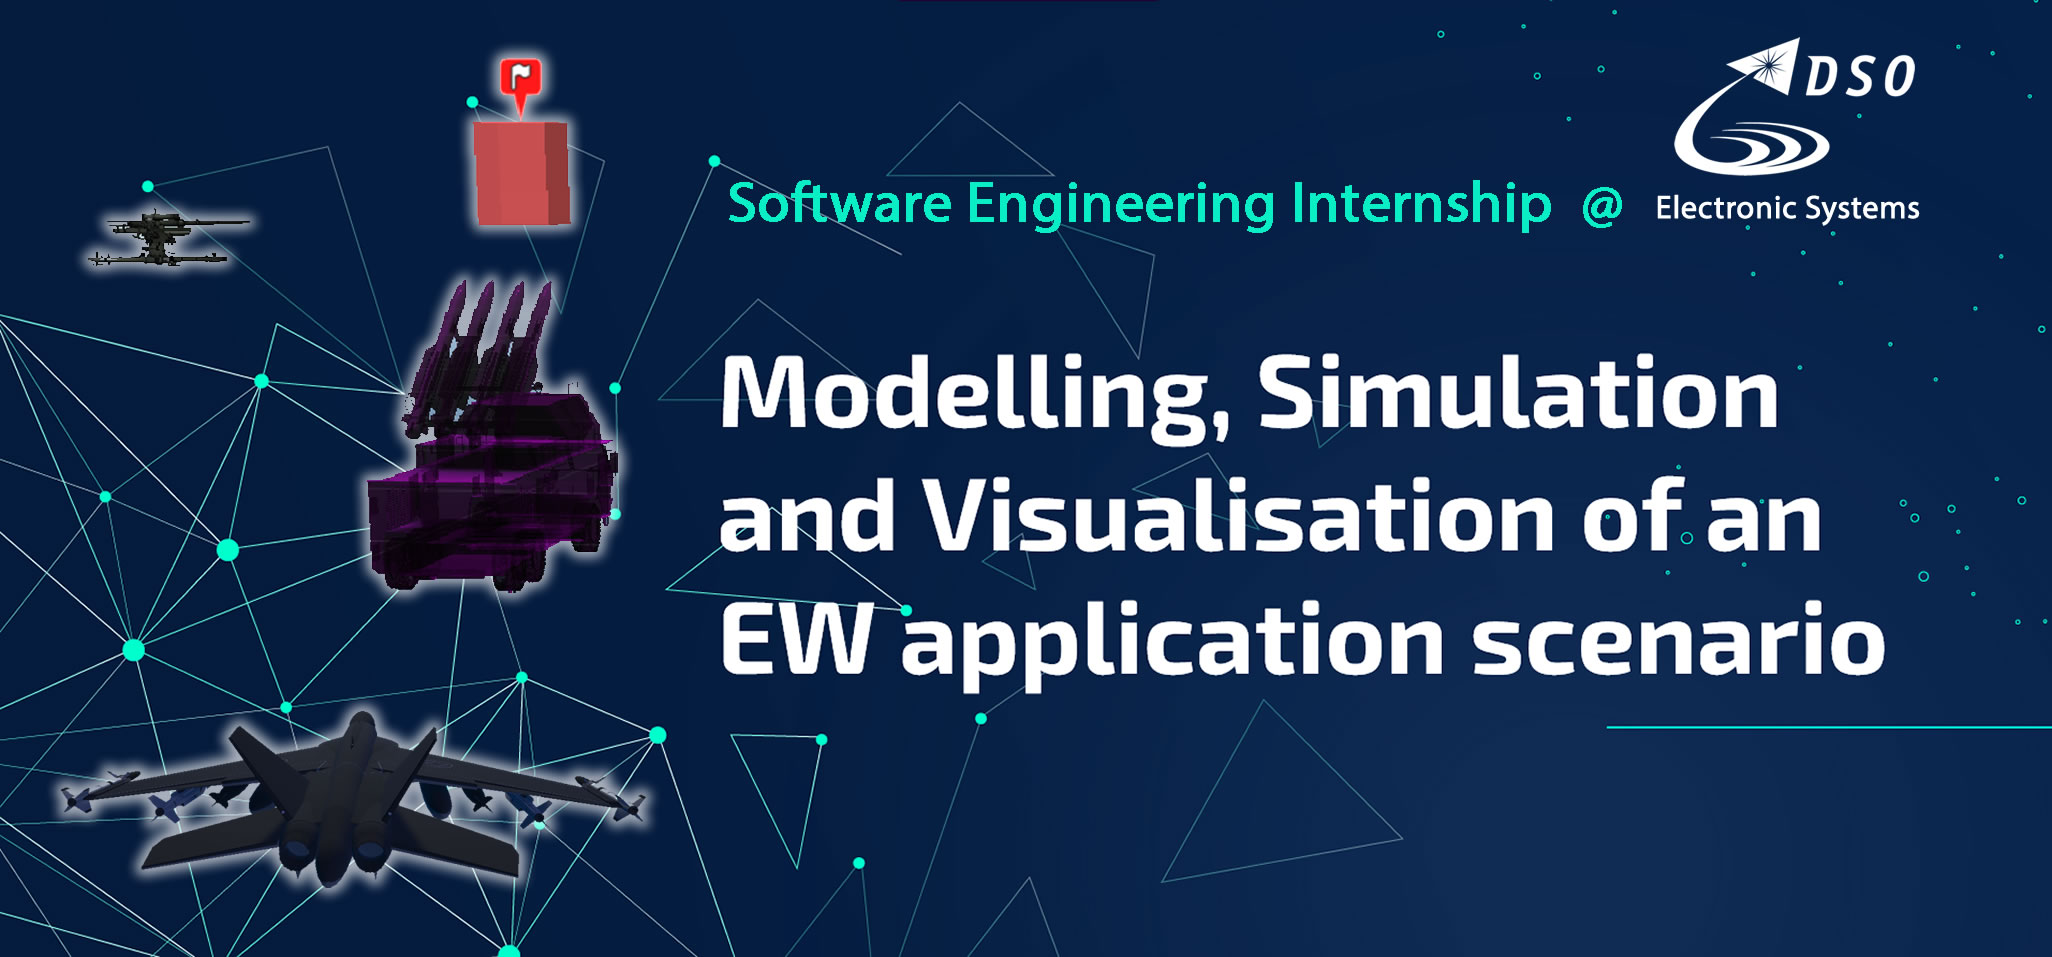 DSO
Software Engineering Internship @
Electronic Systems
Modelling, Simulation
and Visualisation of an
EW application scenario